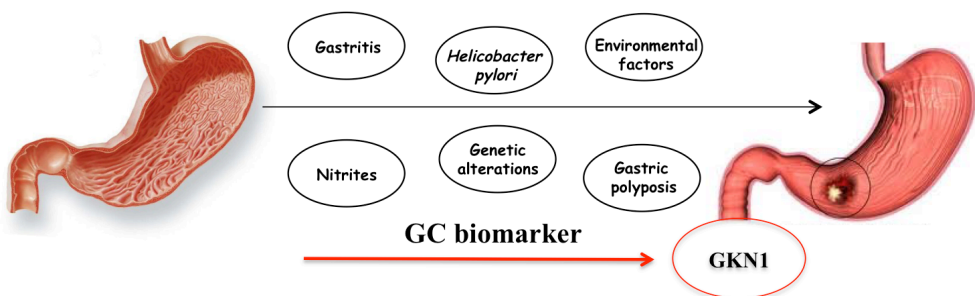 Gastritis
Helicobacter
pylori
Environmental
factors
Nitrites
Genetic
alterations
Gastric
polyposis
GC biomarker
GKN1